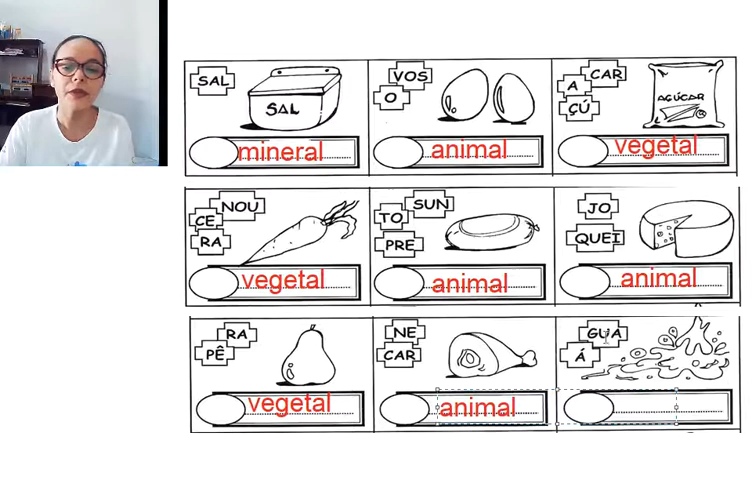 SAL
SAL
mineral
VOS
O
animal
CAR
A
ÇÚ
AÇÚCAR
vegetal
NOU
CE
RA
vegetal
SUN
TO
PRE
animal
JO
QUEI
animal
RA
PÊ
vegetal
NE
CAR
animal
GUA
Á